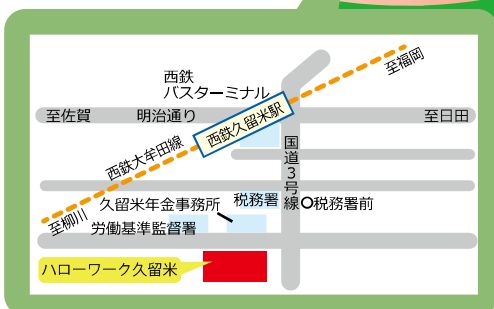 至福岡
西鉄
バスターミナル
西鉄久留米駅
至佐賀
明治通り
至日田
西鉄大牟田線
国道3号線
久留米年金事務所
税務署
税務署前
至柳川
労働基準監督署
ハローワーク久留米